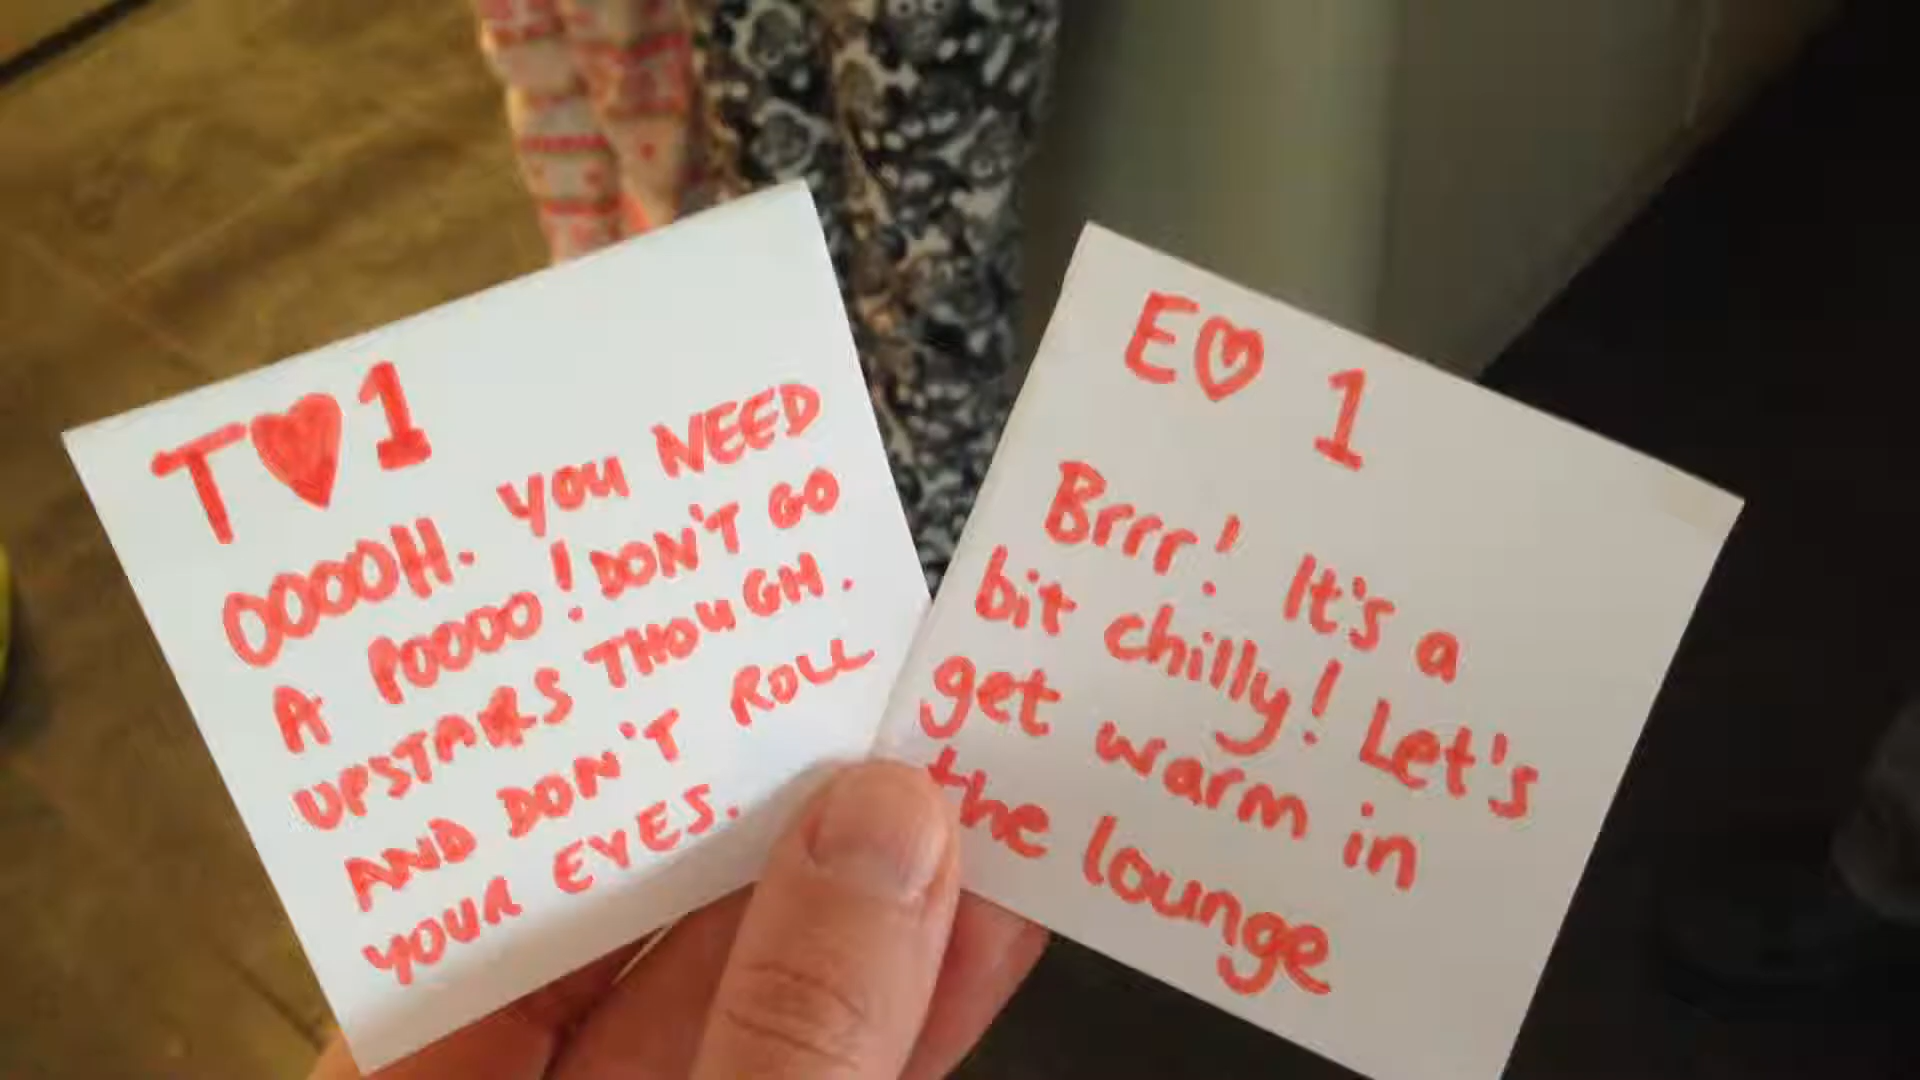 T♥1
OOOOH. YOU NEED
A POOOO! DON'T GO
UPSTAIRS THOUGH.
AND DON'T ROLL
YOUR EYES.
E♡ 1
Brrr! It's a
bit chilly! Let's
get warm in
the lounge